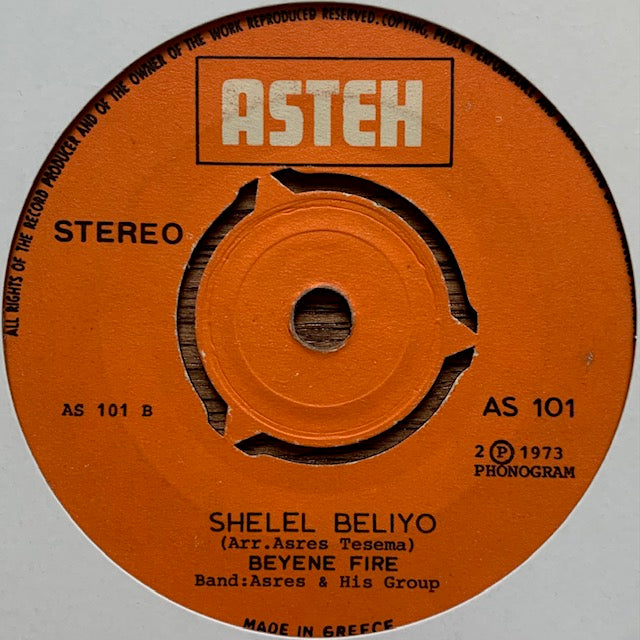 ALL RIGHTS OF THE RECORD PRODUCER AND OF THE OWNER OF THE WORK REPRODUCED RESERVED. COPYING, PUBLIC PERFORMANCE AND
ASTEH
STEREO
AS 101 B
AS 101
2 Ⓟ 1973
PHONOGRAM
SHELEL BELIYO
(Arr.Asres Tesema)
BEYENE FIRE
Band:Asres & His Group
MADE IN GREECE